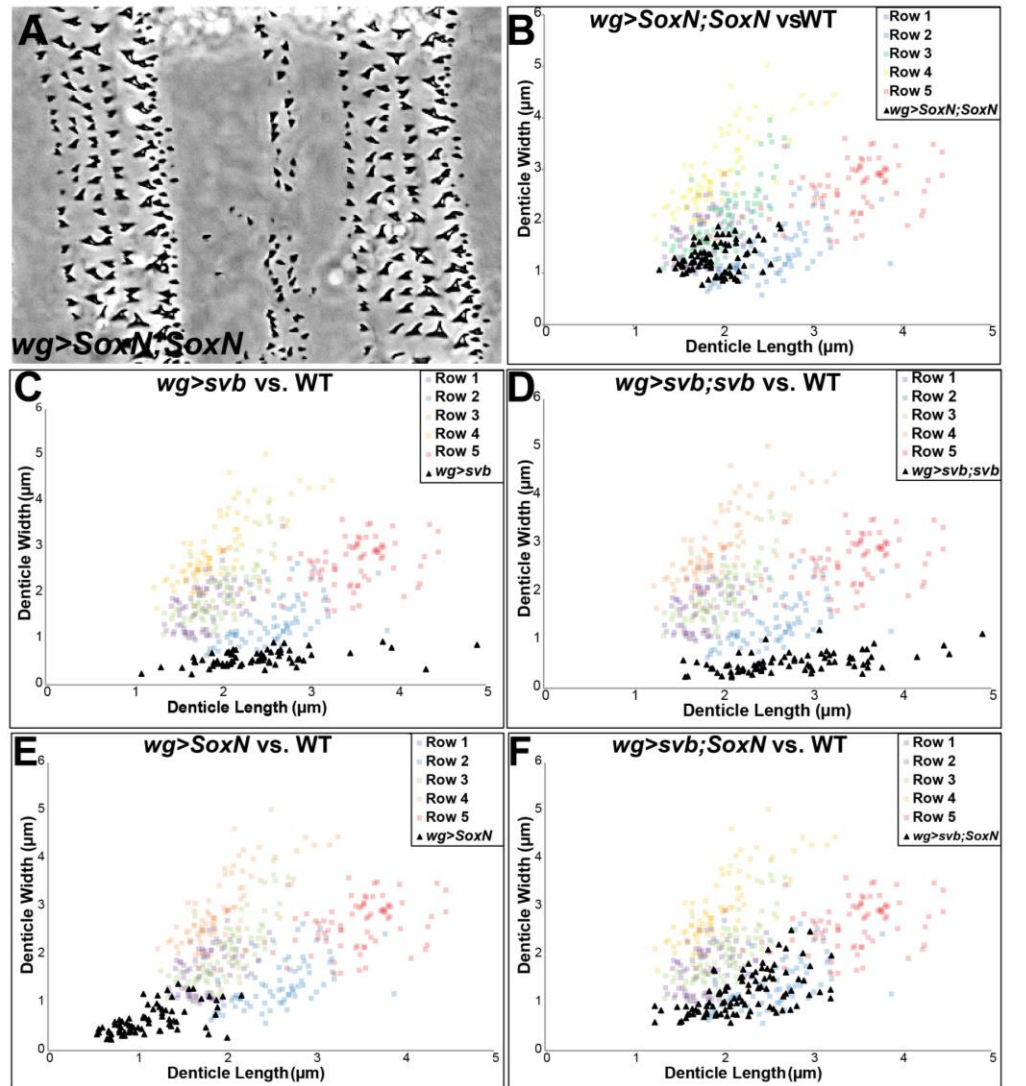 A
wg>SoxN;SoxN
B
wg>SoxN;SoxN vsWT
6
5
4
3
2
1
0
1
2
3
4
5
Denticle Width (µm)
Denticle Length (µm)
Row 1
Row 2
Row 3
Row 4
Row 5
wg>SoxN;SoxN
C
wg>svb vs. WT
6
5
4
3
2
1
0
0
1
2
3
4
5
Denticle Width (µm)
Denticle Length (µm)
Row 1
Row 2
Row 3
Row 4
Row 5
wg>svb
D
wg>svb;svb vs. WT
6
5
4
3
2
1
0
0
1
2
3
4
5
Denticle Width (µm)
Denticle Length (µm)
Row 1
Row 2
Row 3
Row 4
Row 5
wg>svb;svb
E
wg>SoxN vs. WT
6
5
4
3
2
1
0
0
1
2
3
4
5
Denticle Width (µm)
Denticle Length (µm)
Row 1
Row 2
Row 3
Row 4
Row 5
wg>SoxN
F
wg>svb;SoxN vs. WT
6
5
4
3
2
1
0
0
1
2
3
4
5
Denticle Width (µm)
Denticle Length (µm)
Row 1
Row 2
Row 3
Row 4
Row 5
wg>svb;SoxN